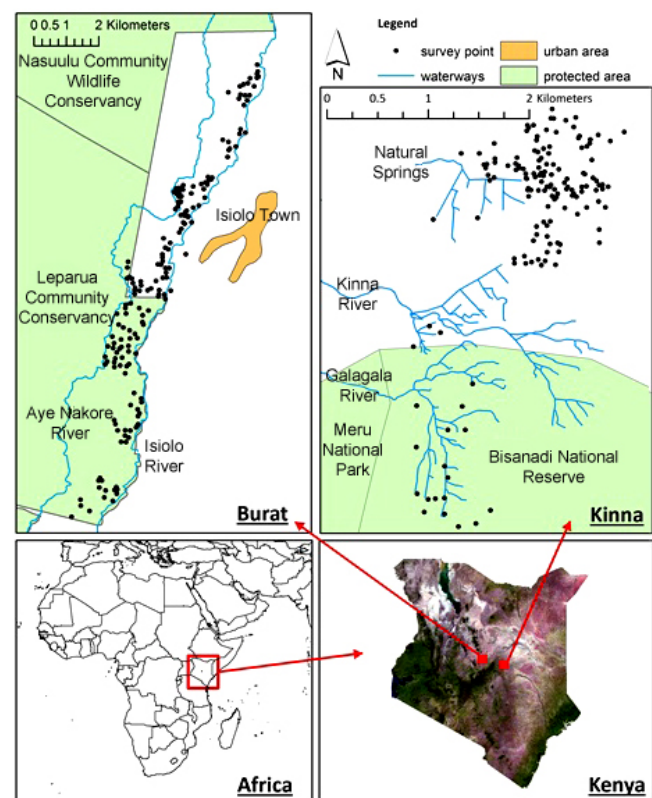 0 0.5 1 2 Kilometers
Nasuulu Community
Wildlife
Conservancy
Isiolo Town
Leparua
Community
Conservancy
Aye Nakore
River
Isiolo
River
Burat
Legend
survey point
urban area
waterways
protected area
N
0 0.5 1 2 Kilometers
Natural
Springs
Kinna
River
Galagala
River
Meru
National
Park
Bisanadi National
Reserve
Kinna
Africa
Kenya